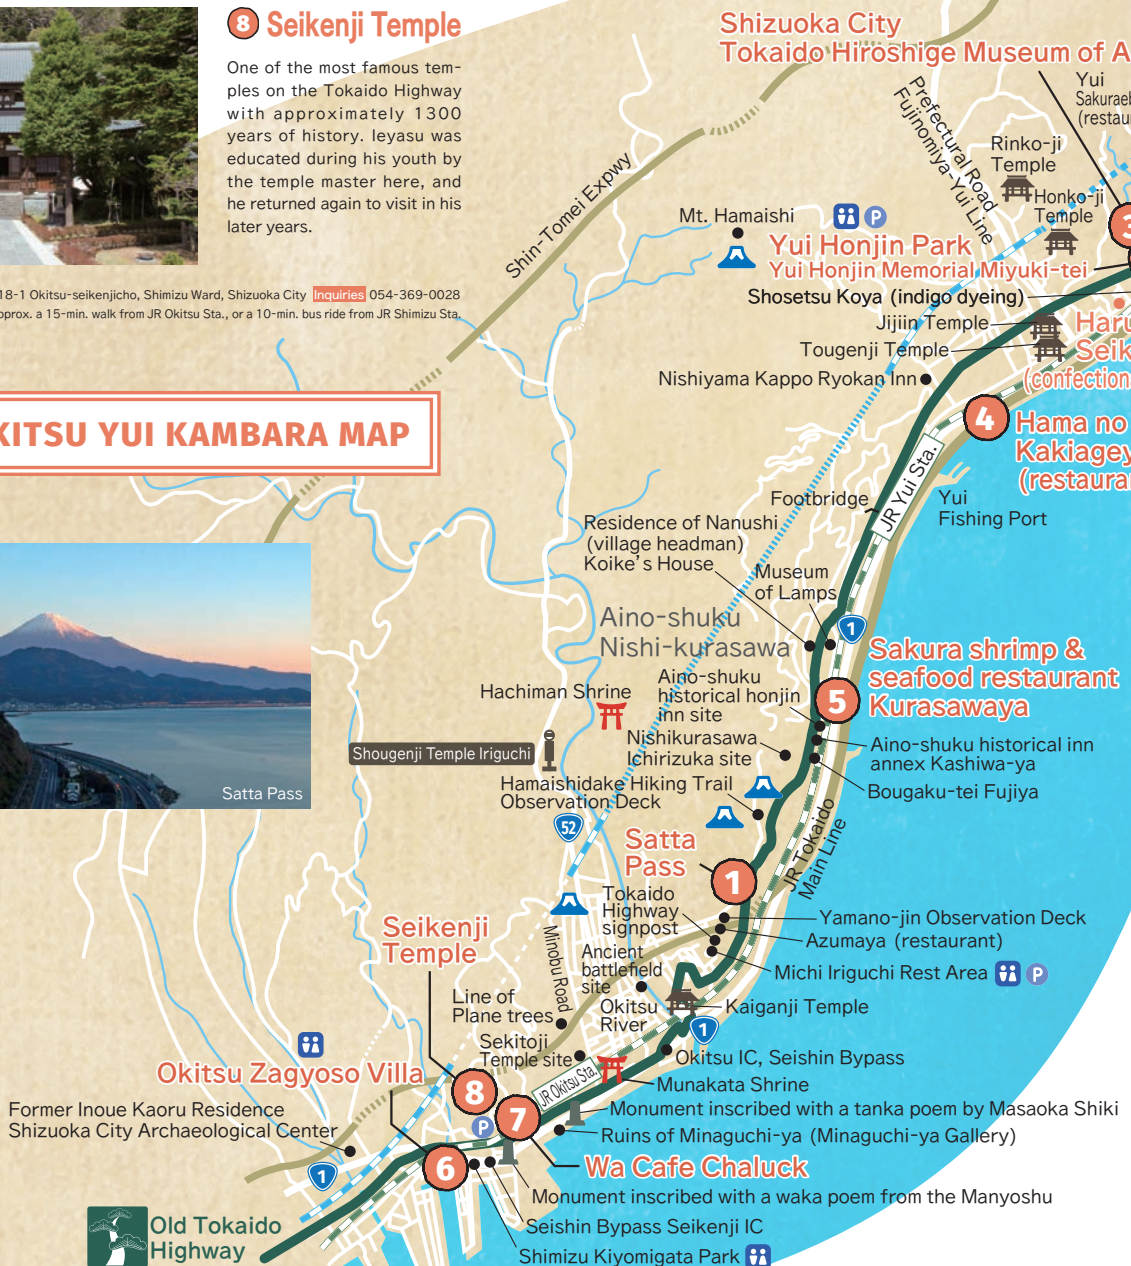 8 Seikenji Temple
One of the most famous tem-
ples on the Tokaido Highway
with approximately 1300
years of history. Ieyasu was
educated during his youth by
the temple master here, and
he returned again to visit in his
later years.
18-1 Okitsu-seikenjicho, Shimizu Ward, Shizuoka City Inquiries 054-369-0028
pprox. a 15-min. walk from JR Okitsu Sta., or a 10-min. bus ride from JR Shimizu Sta.
KITSU YUI KAMBARA MAP
Satta Pass
Shizuoka City
Tokaido Hiroshige Museum of A
Yui
Sakuraeb
(restau
Prefectural Road
Fujinomiya-Yui Line
Rinko-ji
Temple
Honko-ji
Temple
3
Shin-Tomei Expwy
Mt. Hamaishi
P
Yui Honjin Park
Yui Honjin Memorial Miyuki-tei
Shosetsu Koya (indigo dyeing)
Jijiin Temple
Haru
Seik
(confection
Tougenji Temple
Nishiyama Kappo Ryokan Inn
4
Hama no
Kakiagey
(restaura
JR Yui Sta.
Footbridge
Yui
Fishing Port
Residence of Nanushi
(village headman)
Koike's House
Museum
of Lamps
1
Aino-shuku
Nishi-kurasawa
Sakura shrimp &
seafood restaurant
Kurasawaya
5
Aino-shuku
historical honjin
inn site
Hachiman Shrine
Nishikurasawa
Ichirizuka site
Aino-shuku historical inn
annex Kashiwa-ya
Shougenji Temple Iriguchi
Hamaishidake Hiking Trail
Observation Deck
Bougaku-tei Fujiya
52
JR Tokaido
Main Line
Satta
Pass
1
Tokaido
Highway
signpost
Yamano-jin Observation Deck
Azumaya (restaurant)
Seikenji
Temple
Minobu Road
Ancient
battlefield
site
Michi Iriguchi Rest Area
P
Line of
Plane trees
Okitsu
River
Kaiganji Temple
1
Sekitoji
Temple site
Okitsu IC, Seishin Bypass
Okitsu Zagyoso Villa
JR Okitsu Sta.
Munakata Shrine
8
7
P
Former Inoue Kaoru Residence
Shizuoka City Archaeological Center
Monument inscribed with a tanka poem by Masaoka Shiki
Ruins of Minaguchi-ya (Minaguchi-ya Gallery)
6
Wa Cafe Chaluck
1
Monument inscribed with a waka poem from the Manyoshu
Old Tokaido
Highway
Seishin Bypass Seikenji IC
Shimizu Kiyomigata Park